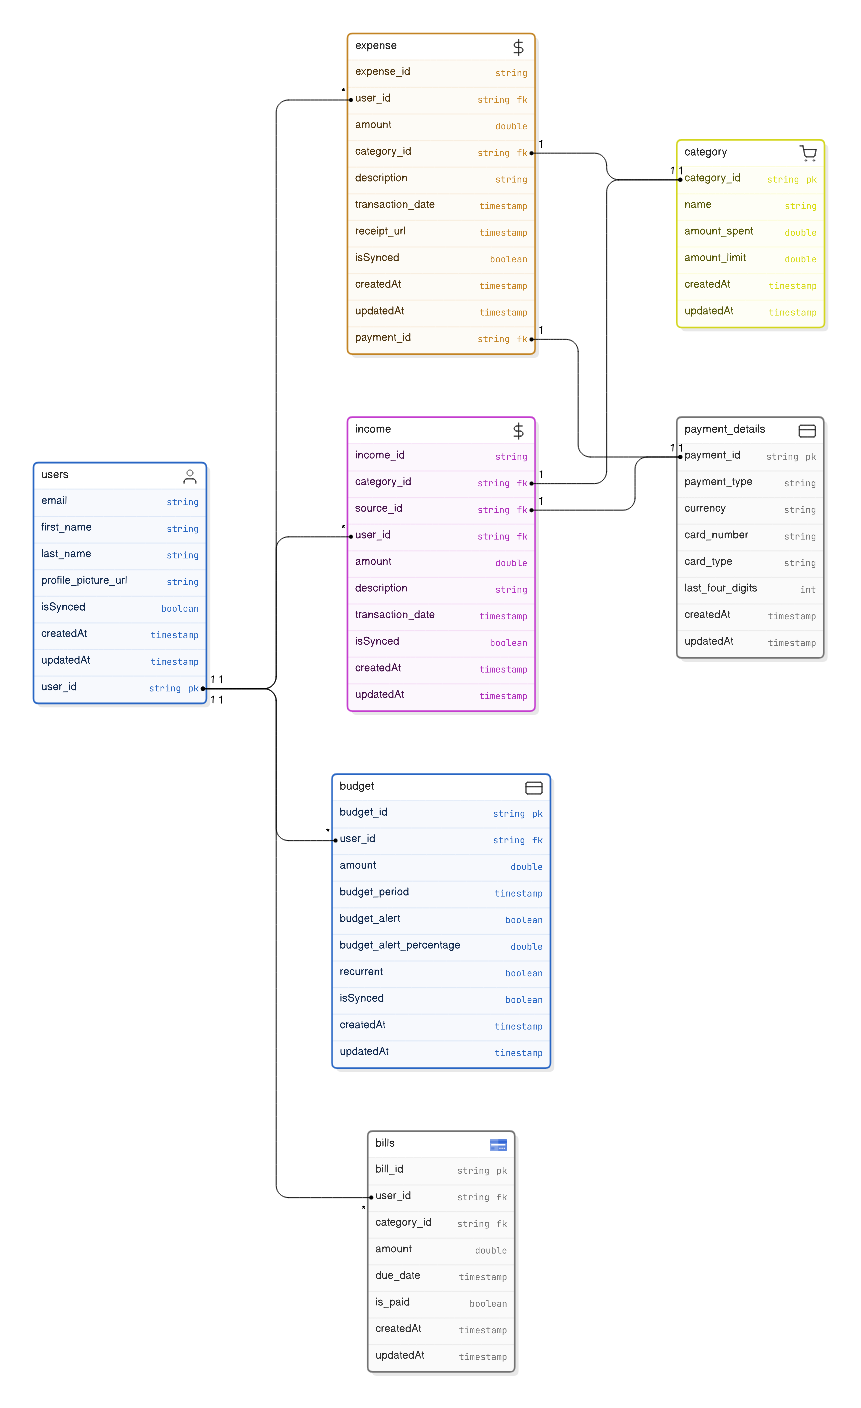 expense
expense_id string
* user_id string fk
amount double
category_id string fk 1
description string
transaction_date timestamp
receipt_url timestamp
isSynced boolean
createdAt timestamp
updatedAt timestamp
payment_id string fk 1
category
1 1 category_id string pk
name string
amount_spent double
amount_limit double
createdAt timestamp
updatedAt timestamp
income
income_id string
category_id string fk 1
source_id string fk 1
* user_id string fk
amount double
description string
transaction_date timestamp
isSynced boolean
createdAt timestamp
updatedAt timestamp
payment_details
1 1 payment_id string pk
payment_type string
currency string
card_number string
card_type string
last_four_digits int
createdAt timestamp
updatedAt timestamp
users
email string
first_name string
last_name string
profile_picture_url string
isSynced boolean
createdAt timestamp
updatedAt timestamp
user_id string pk 1 1
1 1
budget
budget_id string pk
* user_id string fk
amount double
budget_period timestamp
budget_alert boolean
budget_alert_percentage double
recurrent boolean
isSynced boolean
createdAt timestamp
updatedAt timestamp
bills
bill_id string pk
user_id string fk
* category_id string fk
amount double
due_date timestamp
is_paid boolean
createdAt timestamp
updatedAt timestamp